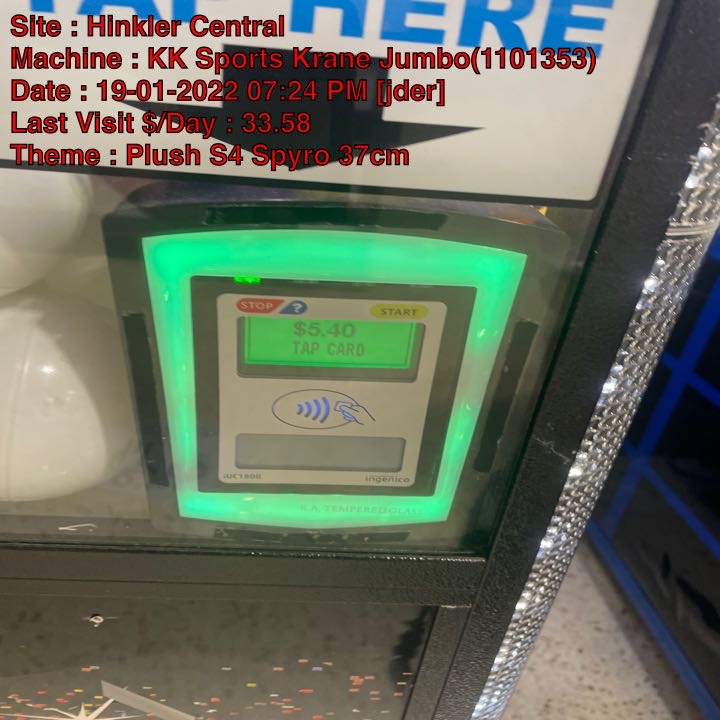 TAP HERE
Site : Hinkler Central
Machine : KK Sports Krane Jumbo(1101353)
Date : 19-01-2022 07:24 PM [jder]
Last Visit $/Day : 33.58
Theme : Plush S4 Spyro 37cm
STOP ? START
$5.40
TAP CARD
iUC180B
ingenico
K.A. TEMPERED GLASS